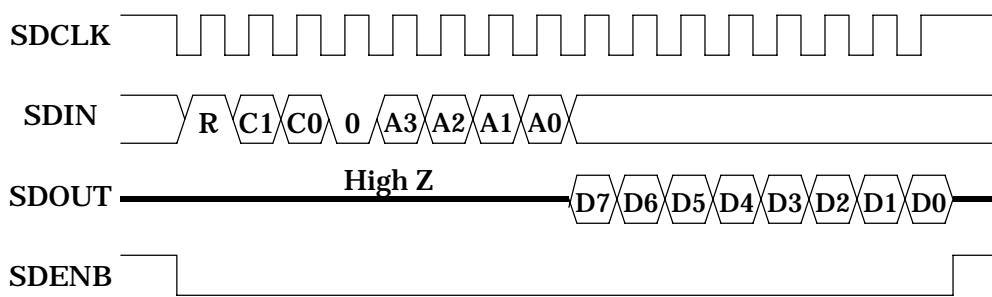 SDCLK
SDIN R C1 C0 0 A3 A2 A1 A0
High Z
SDOUT D7 D6 D5 D4 D3 D2 D1 D0
SDENB